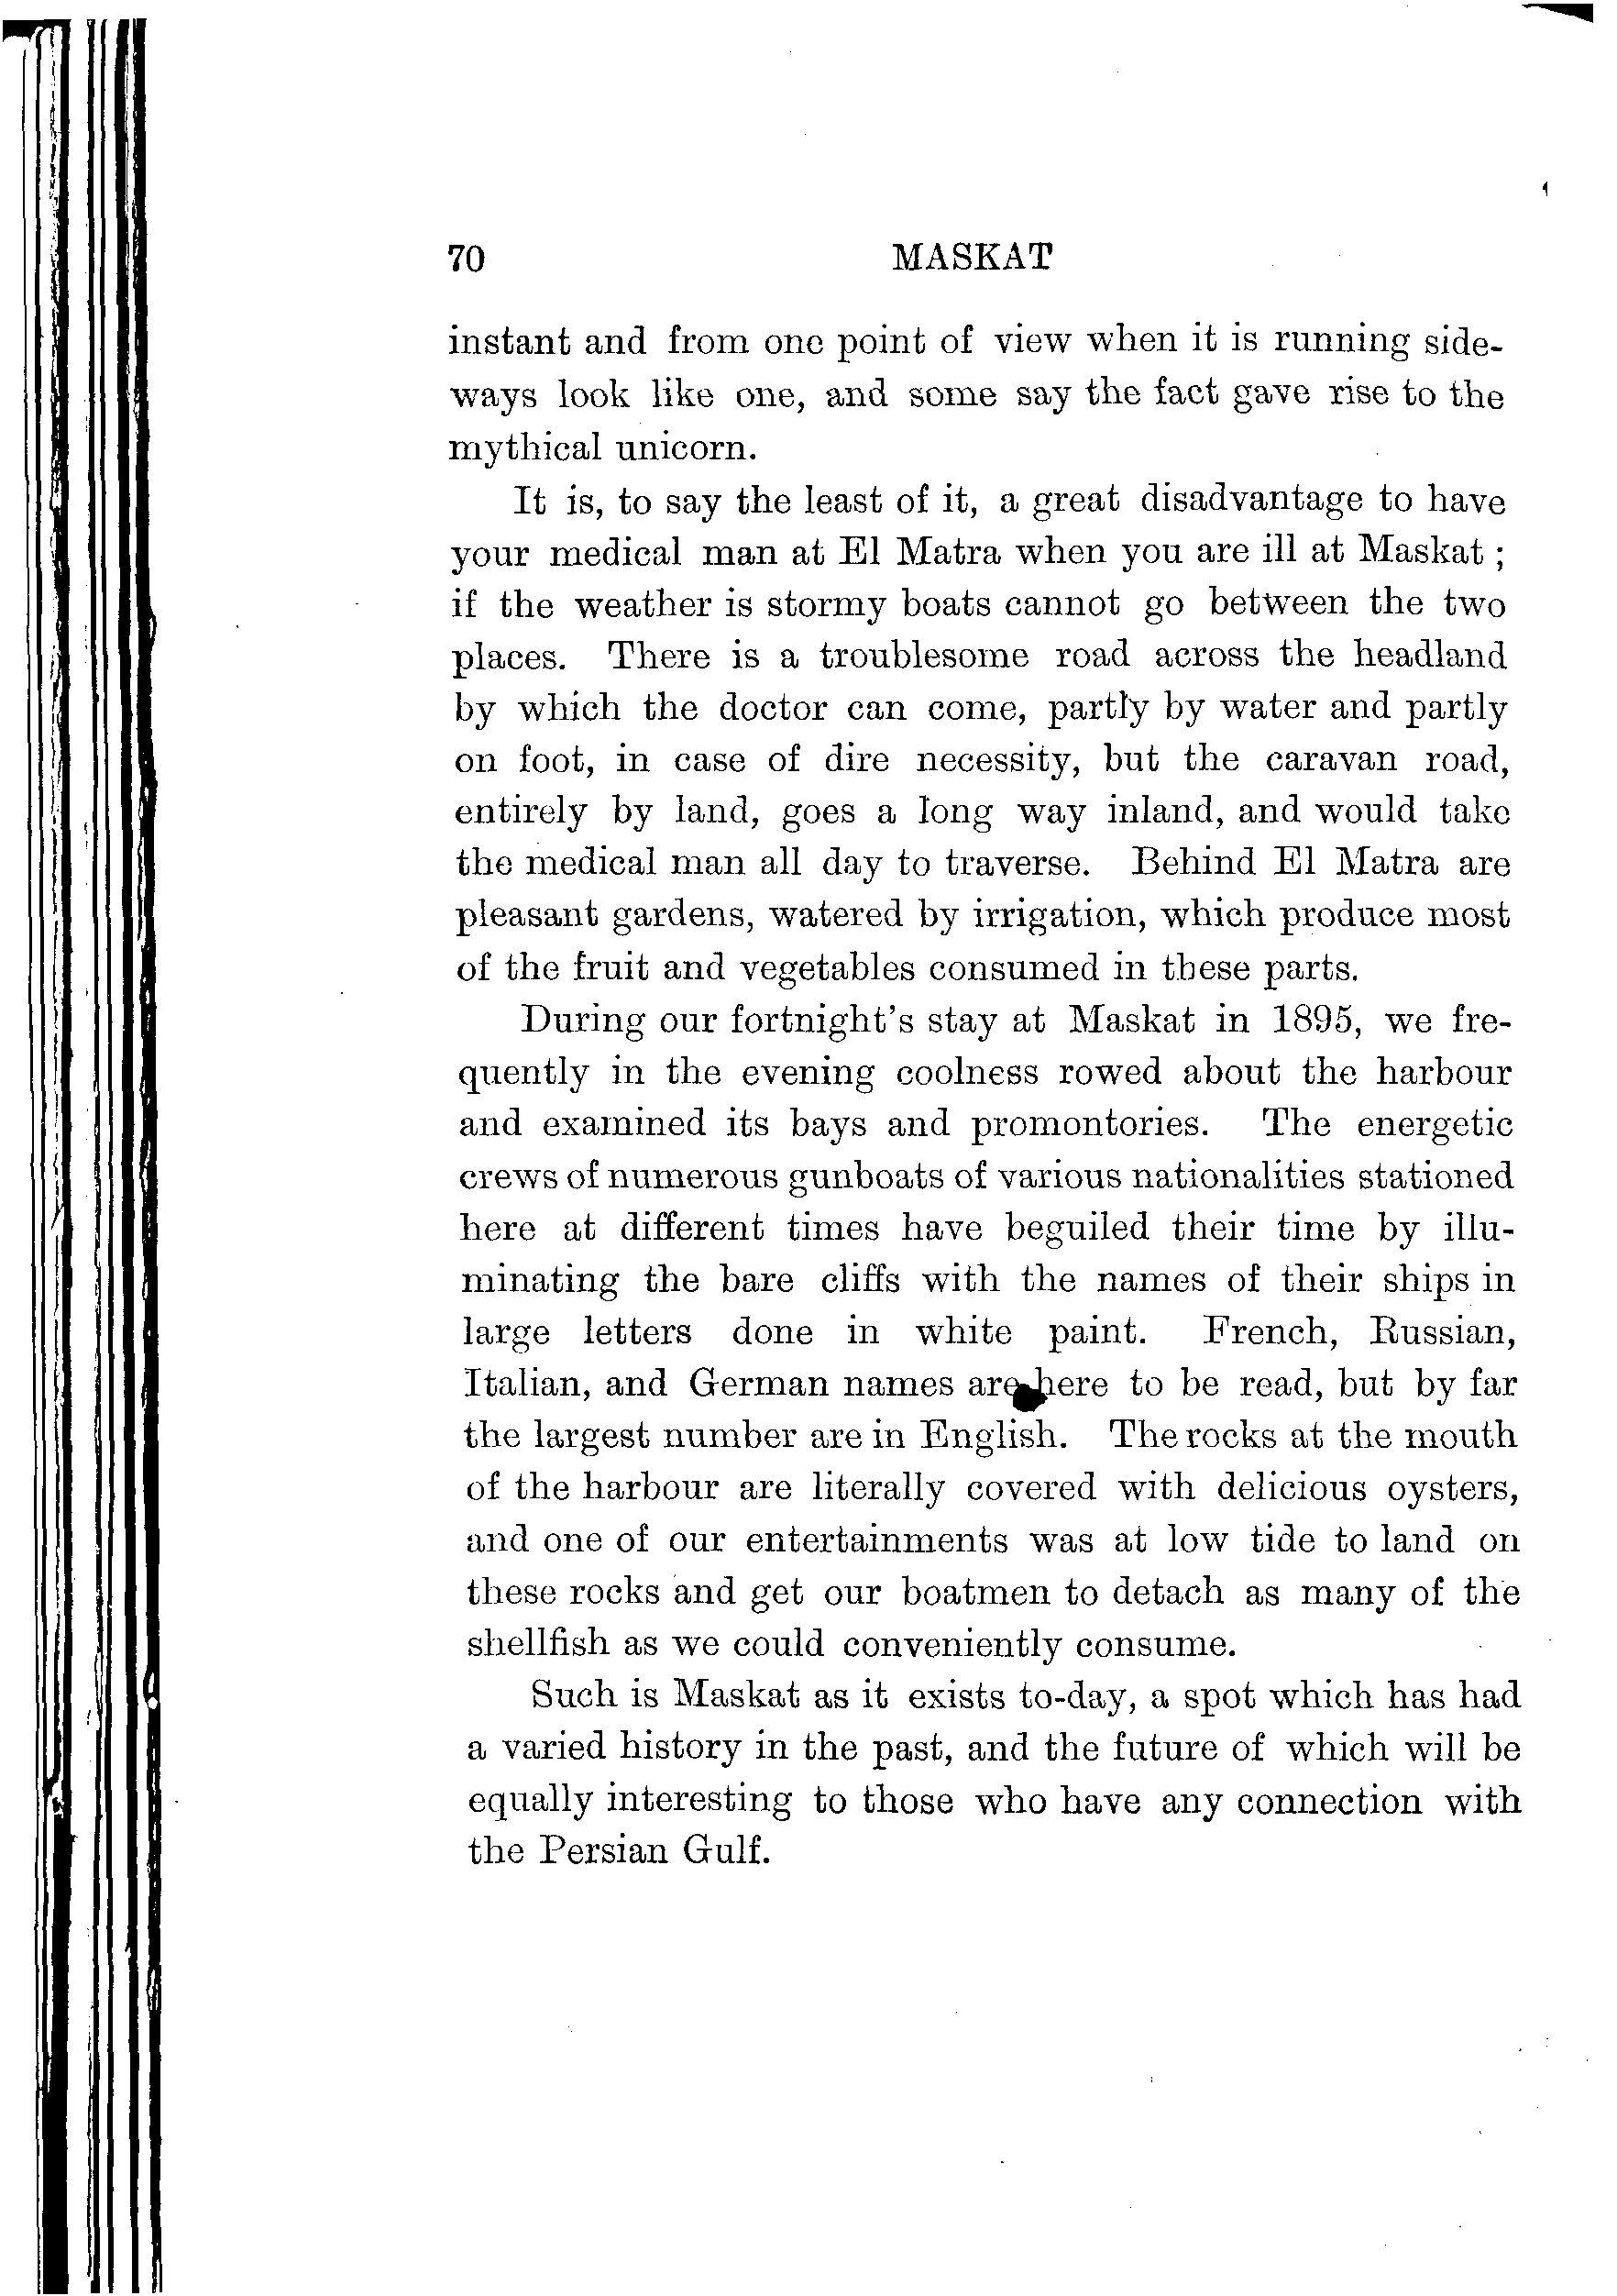 70 MASKAT
instant and from one point of view when it is running side-
ways look like one, and some say the fact gave rise to the
mythical unicorn.
It is, to say the least of it, a great disadvantage to have
your medical man at El Matra when you are ill at Maskat ;
if the weather is stormy boats cannot go between the two
places. There is a troublesome road across the headland
by which the doctor can come, partly by water and partly
on foot, in case of dire necessity, but the caravan road,
entirely by land, goes a long way inland, and would take
the medical man all day to traverse. Behind El Matra are
pleasant gardens, watered by irrigation, which produce most
of the fruit and vegetables consumed in these parts.
During our fortnight's stay at Maskat in 1895, we fre-
quently in the evening coolness rowed about the harbour
and examined its bays and promontories. The energetic
crews of numerous gunboats of various nationalities stationed
here at different times have beguiled their time by illu-
minating the bare cliffs with the names of their ships in
large letters done in white paint. French, Russian,
Italian, and German names are here to be read, but by far
the largest number are in English. The rocks at the mouth
of the harbour are literally covered with delicious oysters,
and one of our entertainments was at low tide to land on
these rocks and get our boatmen to detach as many of the
shellfish as we could conveniently consume.
Such is Maskat as it exists to-day, a spot which has had
a varied history in the past, and the future of which will be
equally interesting to those who have any connection with
the Persian Gulf.